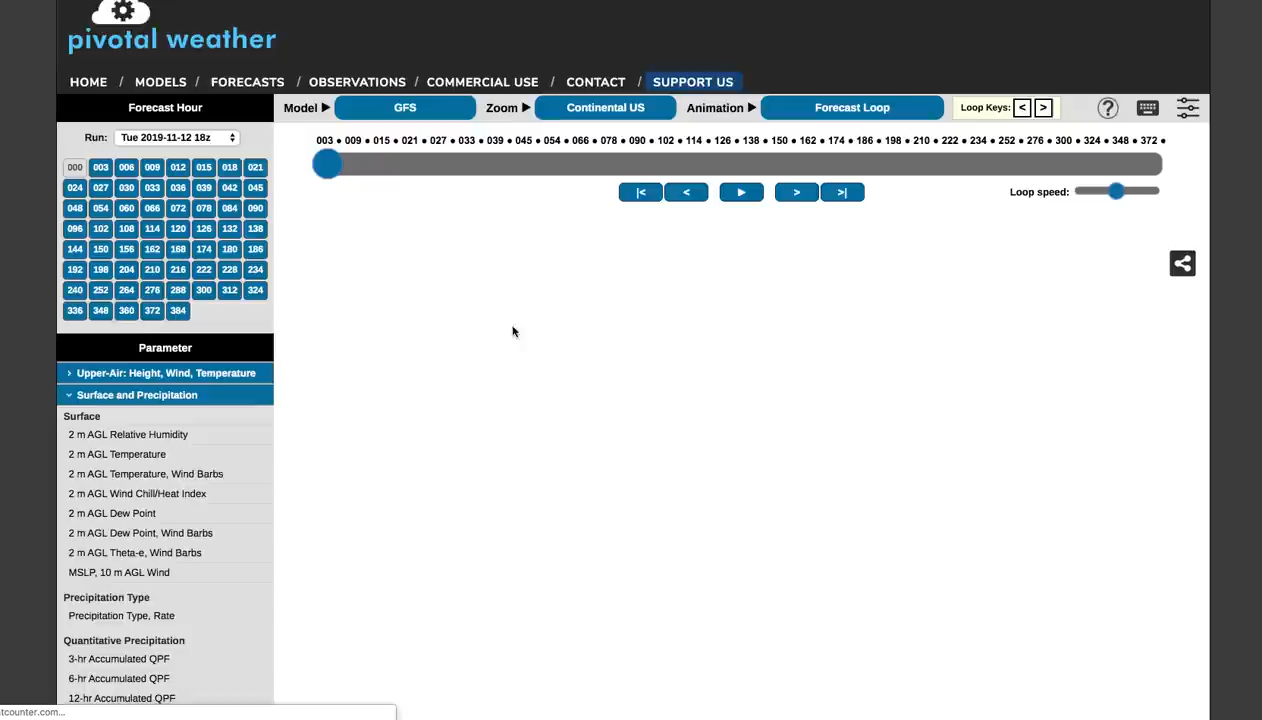 pivotal weather
HOME / MODELS / FORECASTS / OBSERVATIONS / COMMERCIAL USE / CONTACT / SUPPORT US
Forecast Hour
Model ▶ GFS Zoom ▶ Continental US Animation ▶ Forecast Loop Loop Keys: < >
Run: Tue 2019-11-12 18z
003 • 009 • 015 • 021 • 027 • 033 • 039 • 045 • 054 • 066 • 078 • 090 • 102 • 114 • 126 • 138 • 150 • 162 • 174 • 186 • 198 • 210 • 222 • 234 • 252 • 276 • 300 • 324 • 348 • 372 •
|< < ▶ > >|
Loop speed:
000 003 006 009 012 015 018 021
024 027 030 033 036 039 042 045
048 054 060 066 072 078 084 090
096 102 108 114 120 126 132 138
144 150 156 162 168 174 180 186
192 198 204 210 216 222 228 234
240 252 264 276 288 300 312 324
336 348 360 372 384
Parameter
Upper-Air: Height, Wind, Temperature
Surface and Precipitation
Surface
2 m AGL Relative Humidity
2 m AGL Temperature
2 m AGL Temperature, Wind Barbs
2 m AGL Wind Chill/Heat Index
2 m AGL Dew Point
2 m AGL Dew Point, Wind Barbs
2 m AGL Theta-e, Wind Barbs
MSLP, 10 m AGL Wind
Precipitation Type
Precipitation Type, Rate
Quantitative Precipitation
3-hr Accumulated QPF
6-hr Accumulated QPF
12-hr Accumulated QPF
tcounter.com...